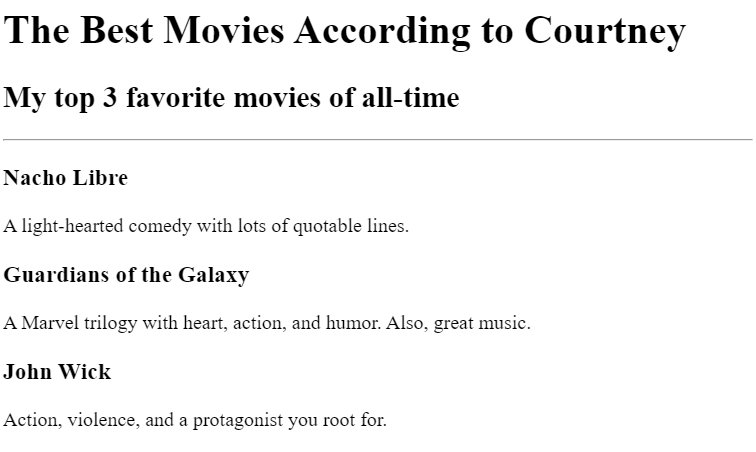 The Best Movies According to Courtney
My top 3 favorite movies of all-time
Nacho Libre
A light-hearted comedy with lots of quotable lines.
Guardians of the Galaxy
A Marvel trilogy with heart, action, and humor. Also, great music.
John Wick
Action, violence, and a protagonist you root for.